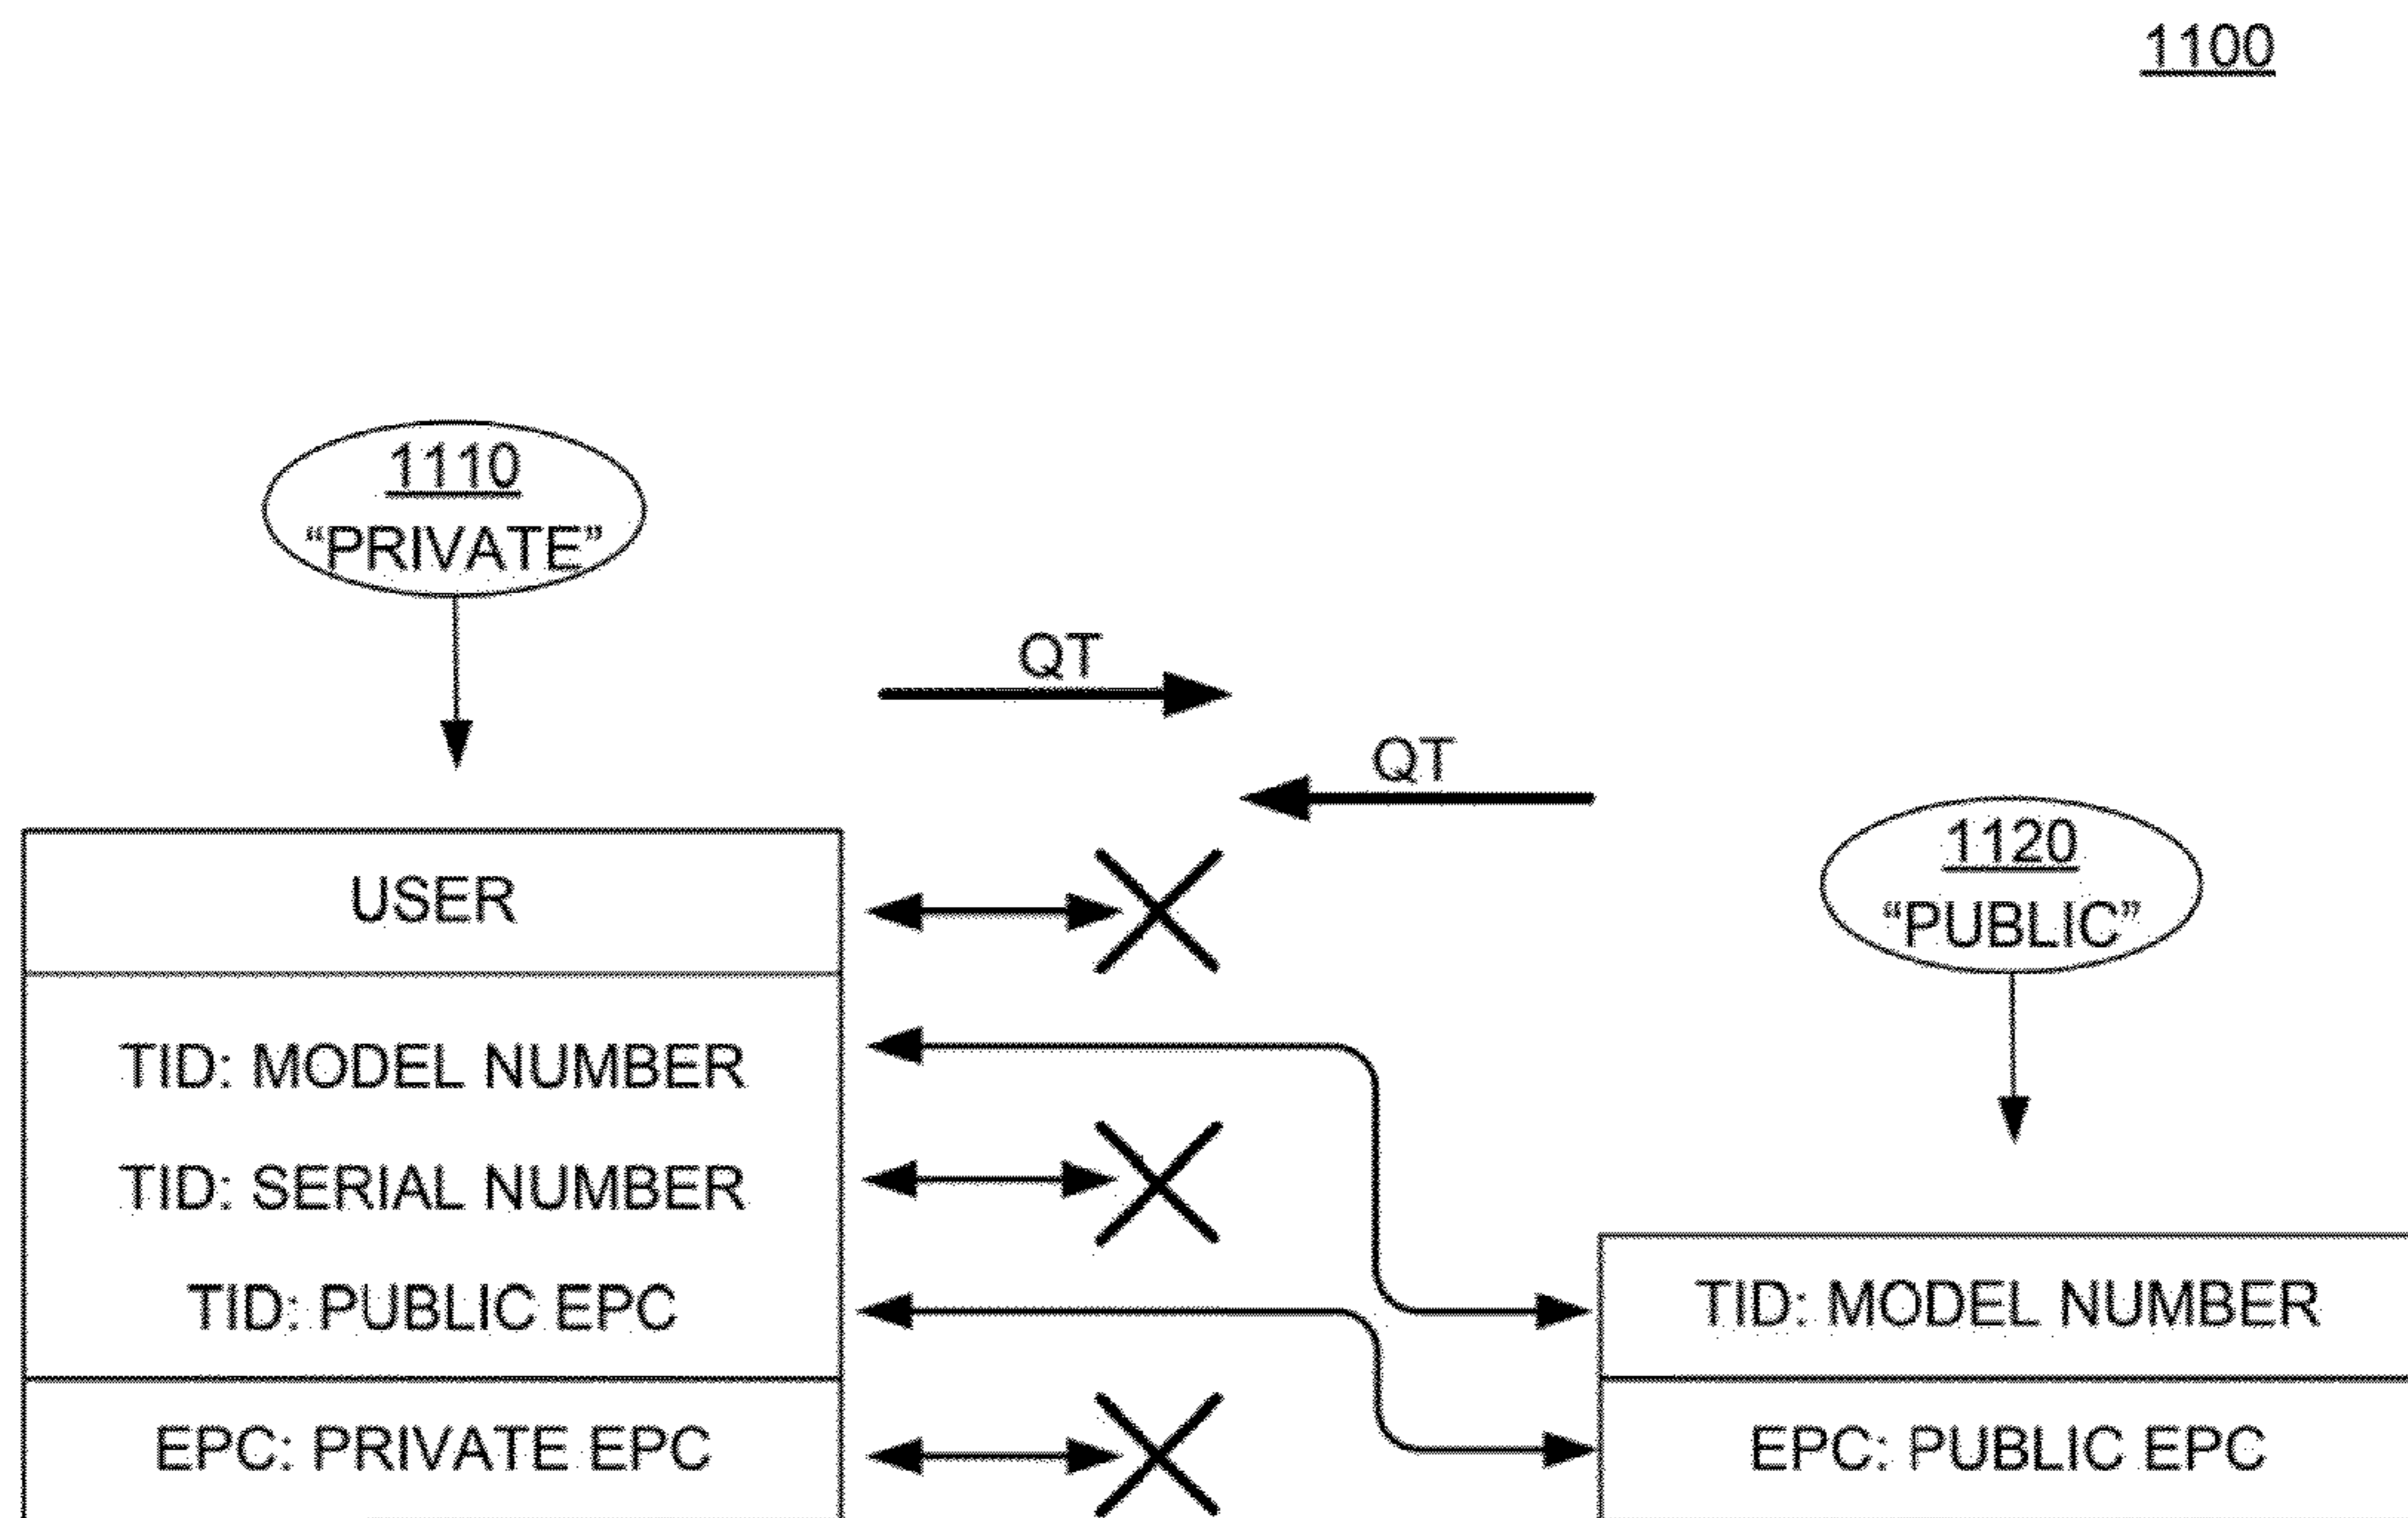 1100
1110
“PRIVATE”
QT
QT
1120
“PUBLIC”
USER
TID: MODEL NUMBER
TID: SERIAL NUMBER
TID: PUBLIC EPC
EPC: PRIVATE EPC
TID: MODEL NUMBER
EPC: PUBLIC EPC